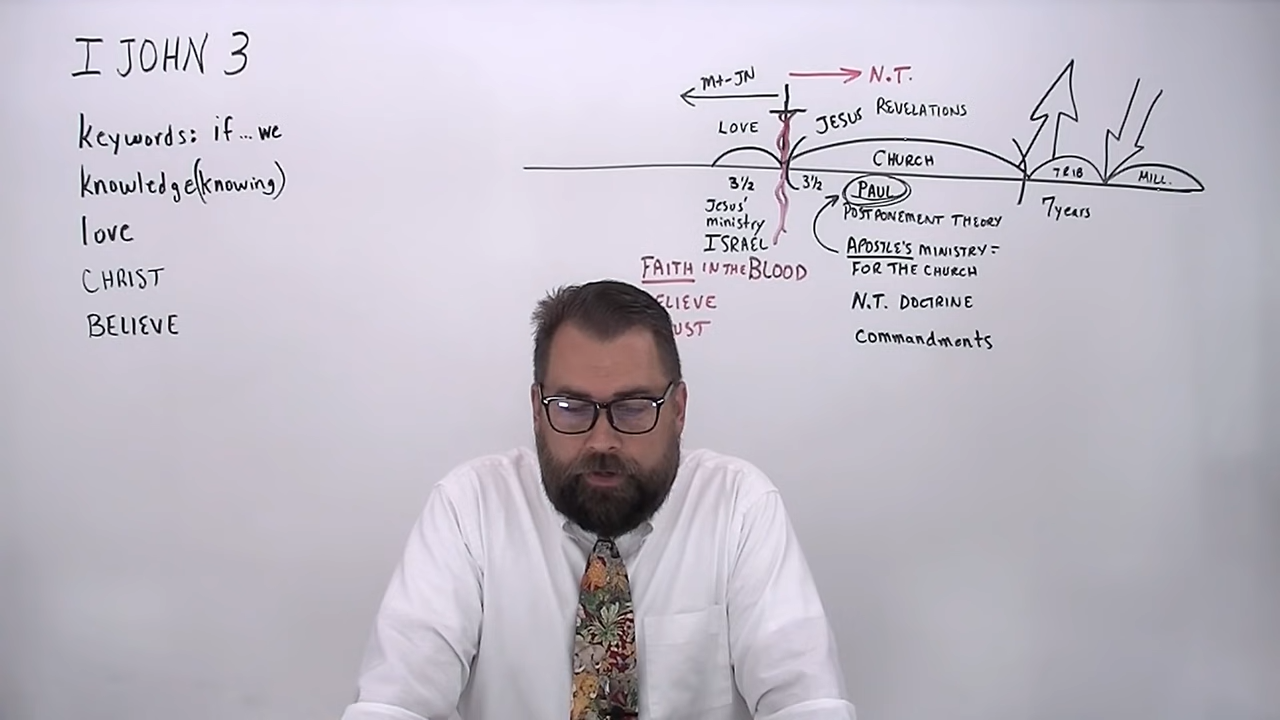 I JOHN 3
keywords: if...we
knowledge(knowing)
love
CHRIST
BELIEVE
Mt-JN
N.T.
LOVE
JESUS REVELATIONS
CHURCH
TRIB
MILL.
3½
3½
PAUL
7 years
Jesus'
ministry
ISRAEL
POSTPONEMENT THEORY
APOSTLE'S MINISTRY =
FOR THE CHURCH
N.T. DOCTRINE
Commandments
FAITH IN THE BLOOD